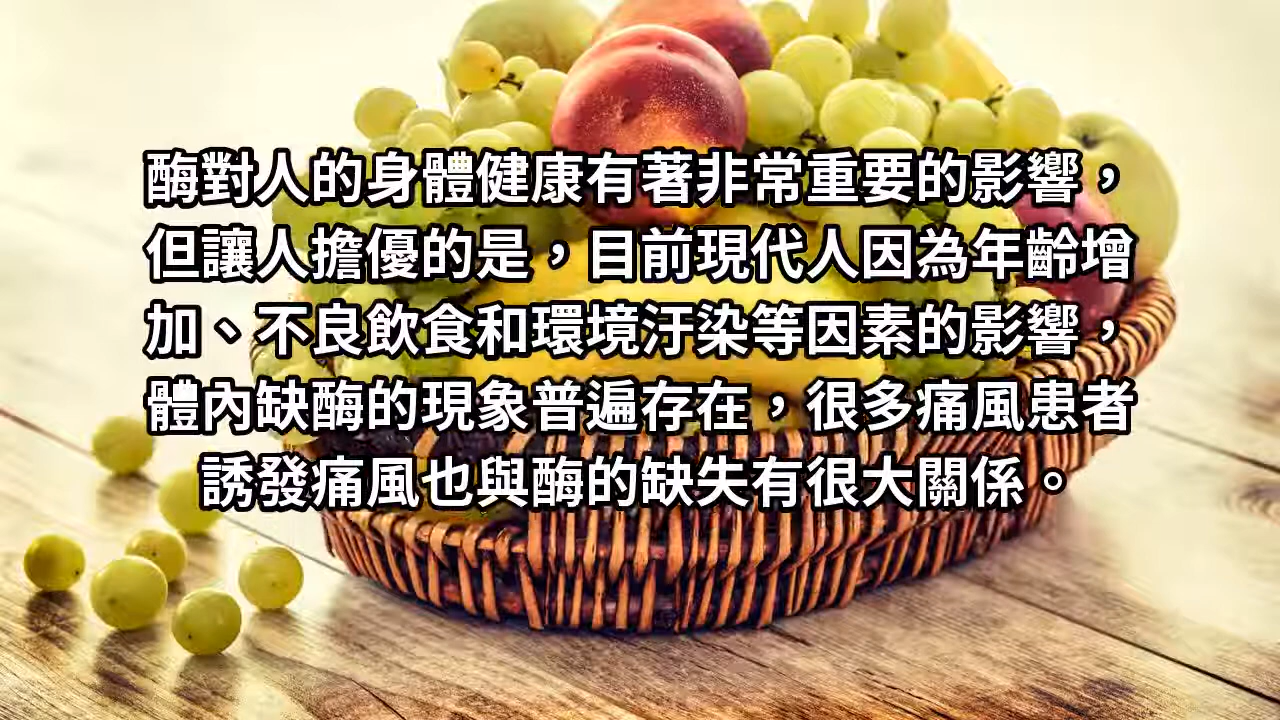 酶對人的身體健康有著非常重要的影響，
但讓人擔優的是，目前現代人因為年齡增
加、不良飲食和環境汙染等因素的影響，
體內缺酶的現象普遍存在，很多痛風患者
誘發痛風也與酶的缺失有很大關係。